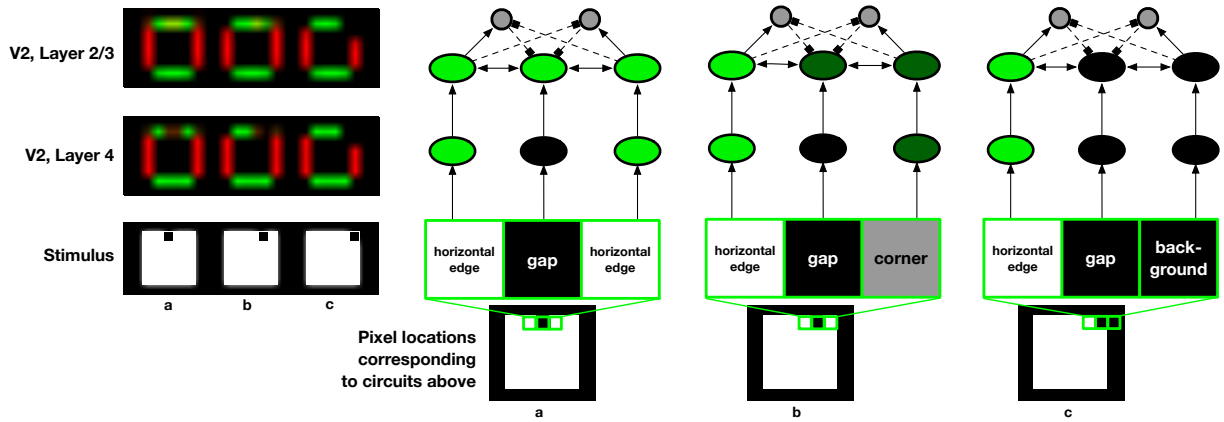 V2, Layer 2/3
V2, Layer 4
Stimulus
a b c
horizontal
edge
gap
horizontal
edge
horizontal
edge
gap
corner
horizontal
edge
gap
back-
ground
Pixel locations
corresponding
to circuits above
a
b
c